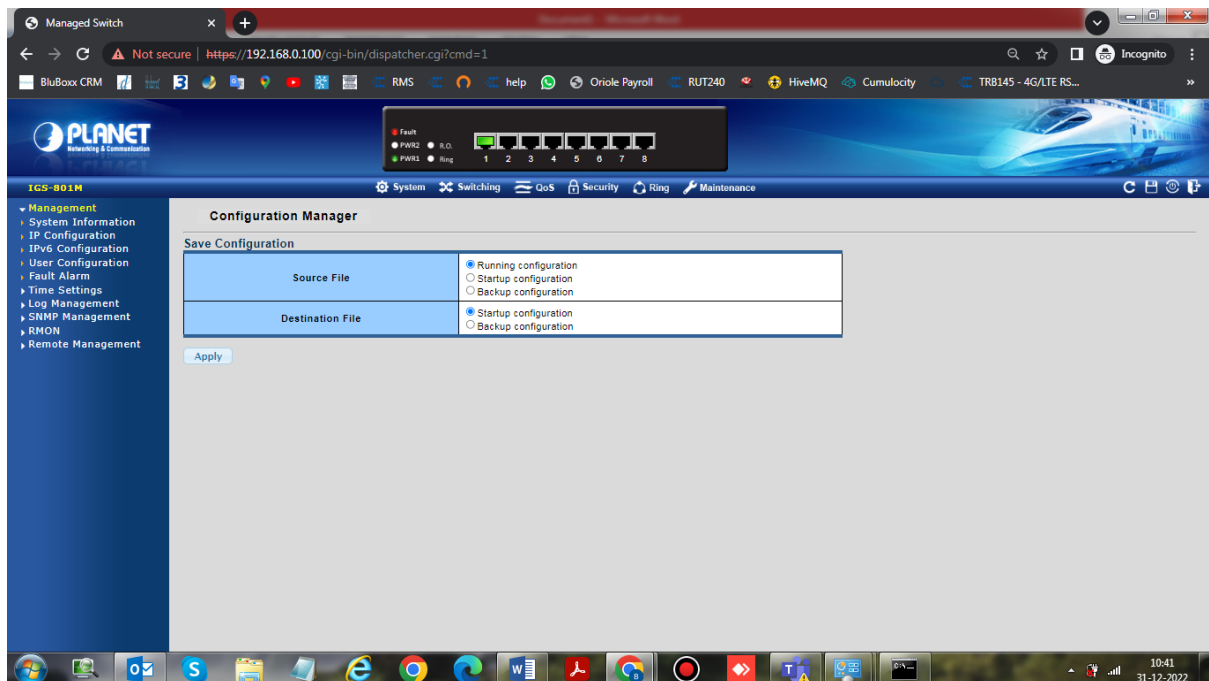 Managed Switch
Not secure | https://192.168.0.100/cgi-bin/dispatcher.cgi?cmd=1
Incognito
BluBoxx CRM
RMS
help
Oriole Payroll
RUT240
HiveMQ
Cumulocity
TRB145 - 4G/LTE RS...
»
PLANET
Networking & Communication
Fault
PWR2 R.O.
PWR1 Ring 1 2 3 4 5 6 7 8
IGS-801M
System Switching QoS Security Ring Maintenance
Management
System Information
IP Configuration
IPv6 Configuration
User Configuration
Fault Alarm
Time Settings
Log Management
SNMP Management
RMON
Remote Management
Configuration Manager
Save Configuration
Source File
Running configuration
Startup configuration
Backup configuration
Destination File
Startup configuration
Backup configuration
Apply
10:41
31-12-2022